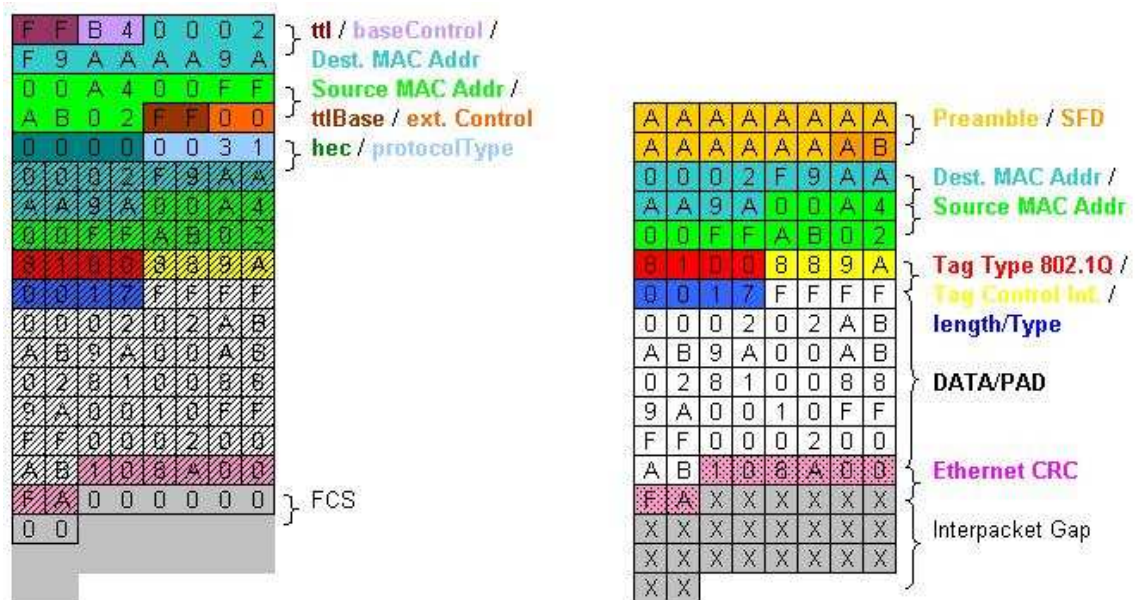 F F B 4 0 0 0 2
ttl / baseControl /
F 9 A A A A 9 A
Dest. MAC Addr
0 0 A 4 0 0 F F
Source MAC Addr /
A B 0 2 F F 0 0
ttlBase / ext. Control
0 0 0 0 0 0 3 1
hec / protocolType
0 0 0 2 F 9 A A
A A 9 A 0 0 A 4
0 0 F F A B 0 2
8 1 0 0 8 8 9 A
0 0 1 7 F F F F
0 0 0 2 0 2 A B
A B 9 A 0 0 A B
0 2 8 1 0 0 8 8
9 A 0 0 1 0 F F
F F 0 0 0 2 0 0
A B 1 0 8 A 0 0
F A 0 0 0 0 0 0
FCS
0 0
A A A A A A A A
Preamble / SFD
A A A A A A A B
0 0 0 2 F 9 A A
Dest. MAC Addr /
A A 9 A 0 0 A 4
Source MAC Addr
0 0 F F A B 0 2
8 1 0 0 8 8 9 A
Tag Type 802.1Q /
0 0 1 7 F F F F
Tag Control Inf. /
0 0 0 2 0 2 A B
length/Type
A B 9 A 0 0 A B
0 2 8 1 0 0 8 8
DATA/PAD
9 A 0 0 1 0 F F
F F 0 0 0 2 0 0
A B 1 0 8 A 0 0
Ethernet CRC
F A X X X X X X
X X X X X X X X
Interpacket Gap
X X X X X X X X
X X